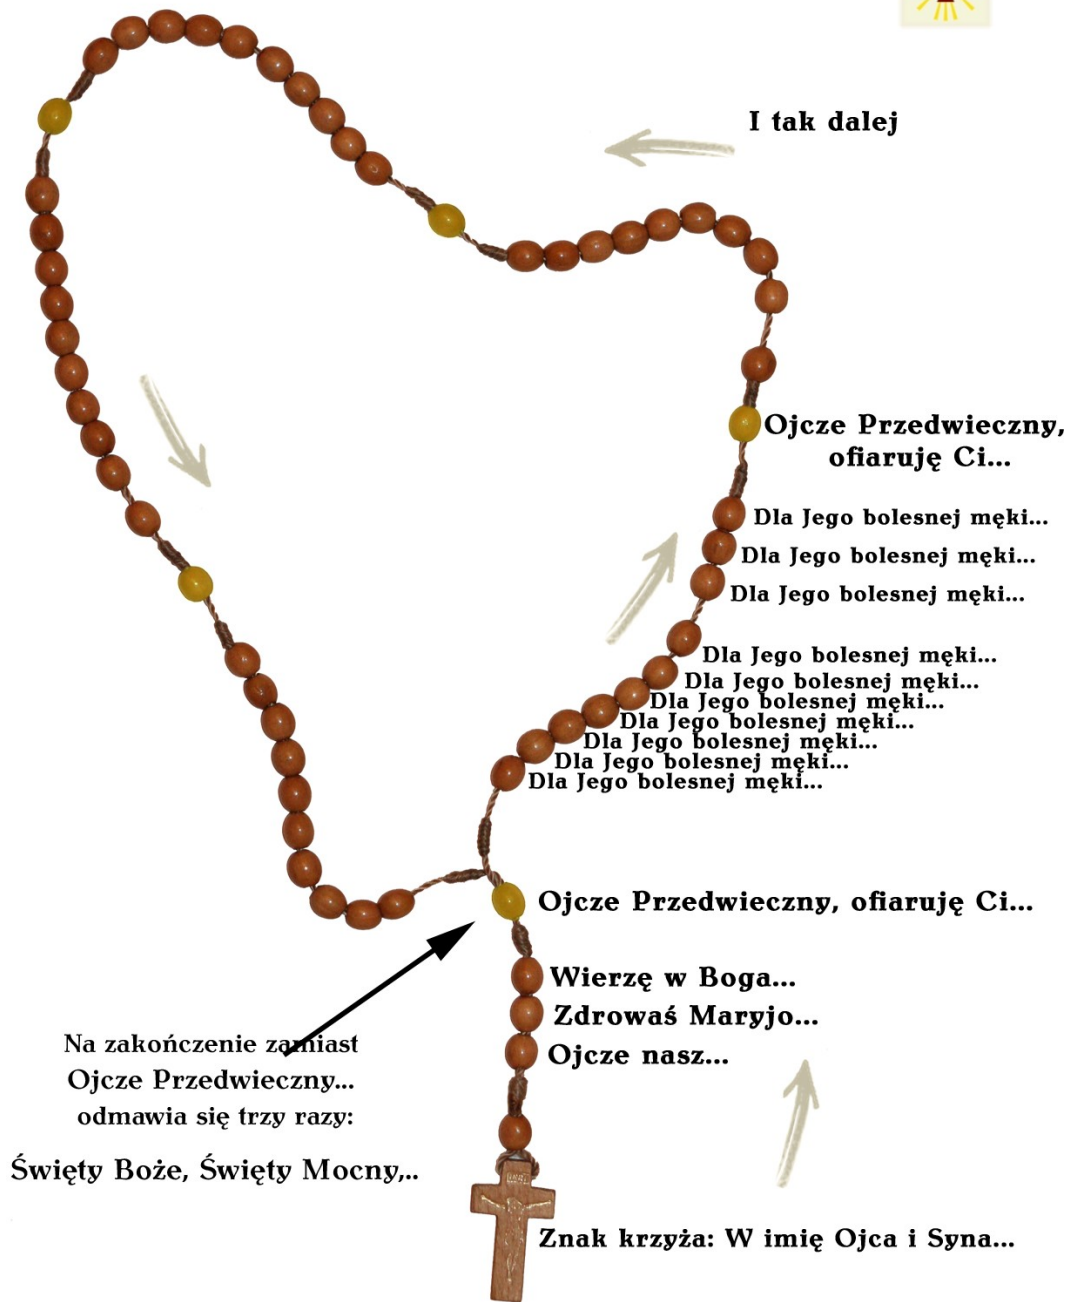 I tak dalej
Ojcze Przedwieczny,
ofiaruję Ci...
Dla Jego bolesnej męki...
Dla Jego bolesnej męki...
Dla Jego bolesnej męki...
Dla Jego bolesnej męki...
Dla Jego bolesnej męki...
Dla Jego bolesnej męki...
Dla Jego bolesnej męki...
Dla Jego bolesnej męki...
Dla Jego bolesnej męki...
Dla Jego bolesnej męki...
Ojcze Przedwieczny, ofiaruję Ci...
Wierzę w Boga...
Zdrowaś Maryjo...
Ojcze nasz...
Na zakończenie zamiast
Ojcze Przedwieczny...
odmawia się trzy razy:
Święty Boże, Święty Mocny,..
Znak krzyża: W imię Ojca i Syna...